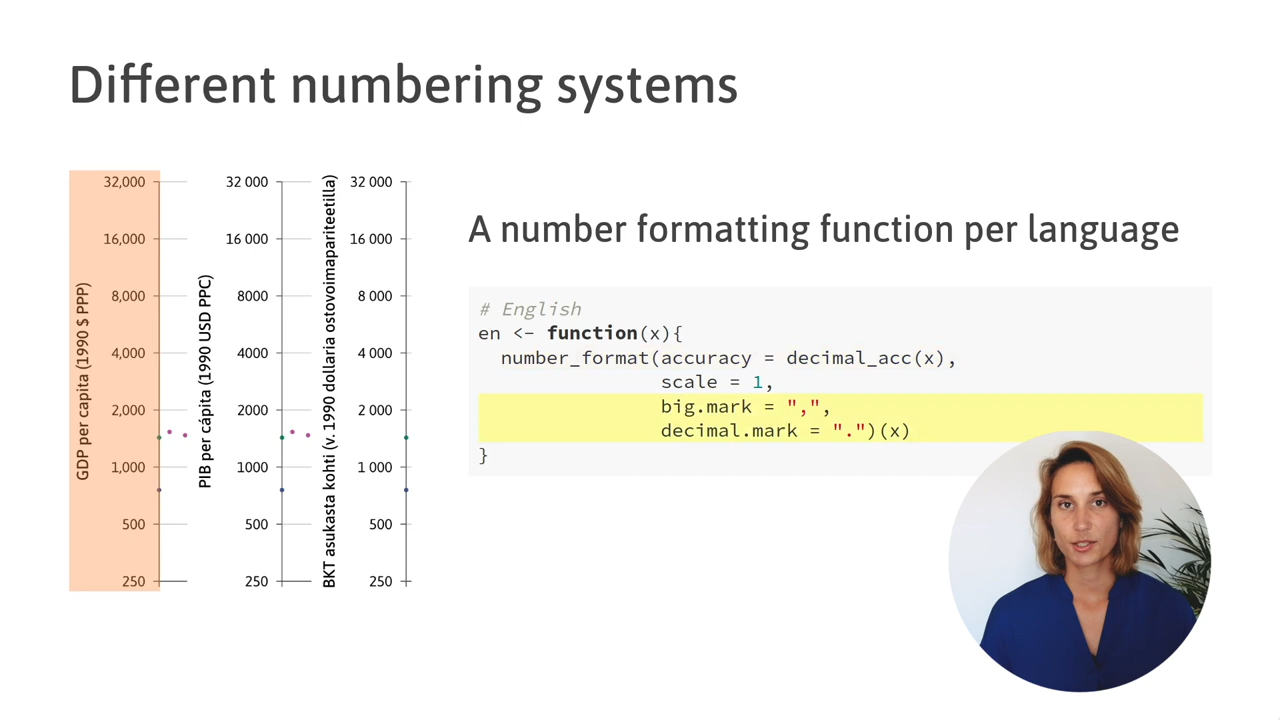 Different numbering systems
GDP per capita (1990 $ PPP)
32,000
16,000
8,000
4,000
2,000
1,000
500
250
PIB per cápita (1990 USD PPC)
32 000
16 000
8000
4000
2000
1000
500
250
BKT asukasta kohti (v. 1990 dollaria ostovoimapariteetilla)
32 000
16 000
8 000
4 000
2 000
1 000
500
250
A number formatting function per language
# English
en <- function(x){
number_format(accuracy = decimal_acc(x),
scale = 1,
big.mark = ",",
decimal.mark = ".")(x)
}